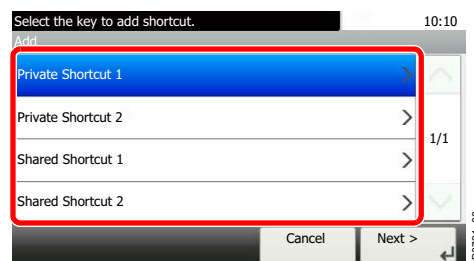 Select the key to add shortcut.
10:10
Add
Private Shortcut 1
Private Shortcut 2
1/1
Shared Shortcut 1
Shared Shortcut 2
Cancel
Next >